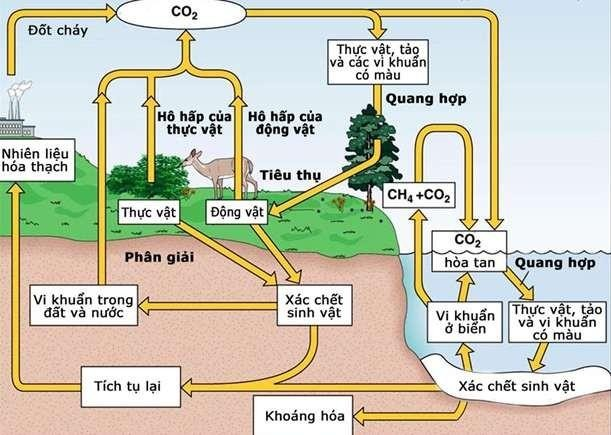 CO₂
Đốt cháy
Thực vật, tảo
và các vi khuẩn
có màu
Quang hợp
Hô hấp của
thực vật
Hô hấp của
động vật
Nhiên liệu
hóa thạch
Tiêu thụ
CH₄ +CO₂
Thực vật
Động vật
CO₂
hòa tan
Phân giải
Quang hợp
Vi khuẩn trong
đất và nước
Xác chết
sinh vật
Vi khuẩn
ở biển
Thực vật, tảo
và vi khuẩn
có màu
Tích tụ lại
Xác chết sinh vật
Khoáng hóa